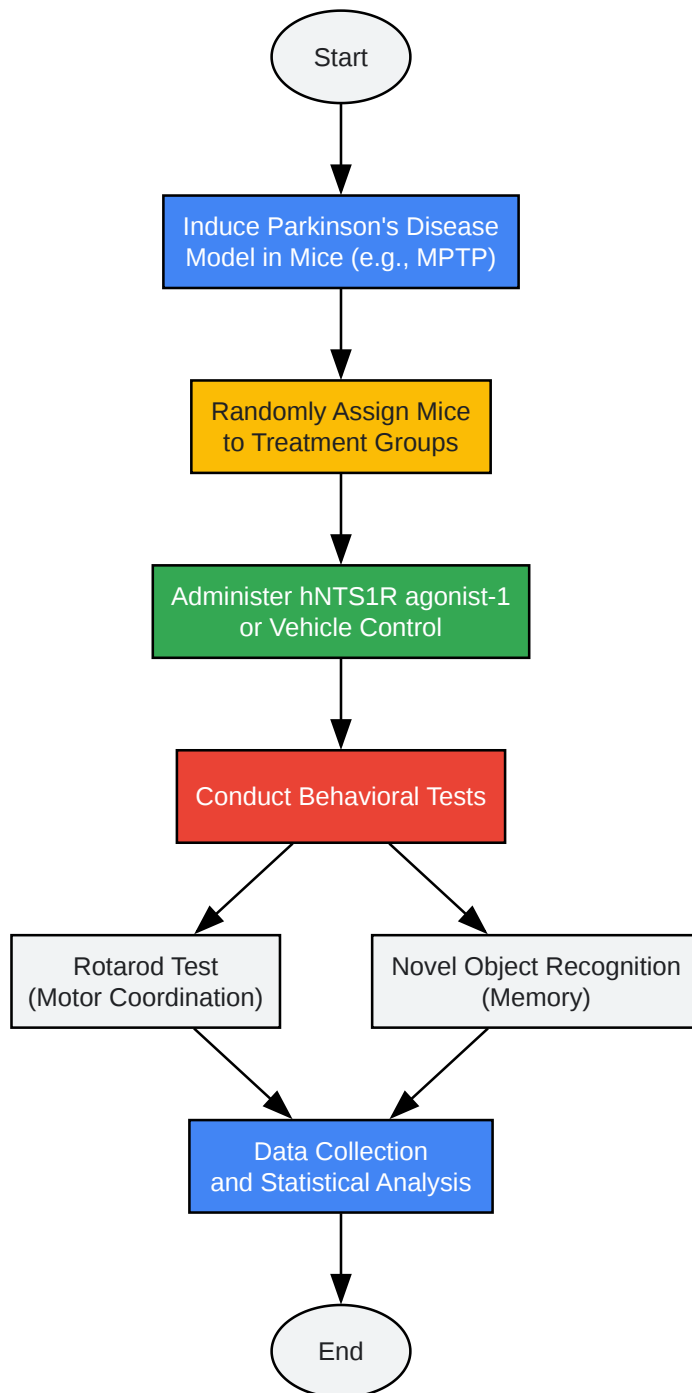 Start
Induce Parkinson's Disease
Model in Mice (e.g., MPTP)
Randomly Assign Mice
to Treatment Groups
Administer hNTS1R agonist-1
or Vehicle Control
Conduct Behavioral Tests
Rotarod Test
(Motor Coordination)
Novel Object Recognition
(Memory)
Data Collection
and Statistical Analysis
End